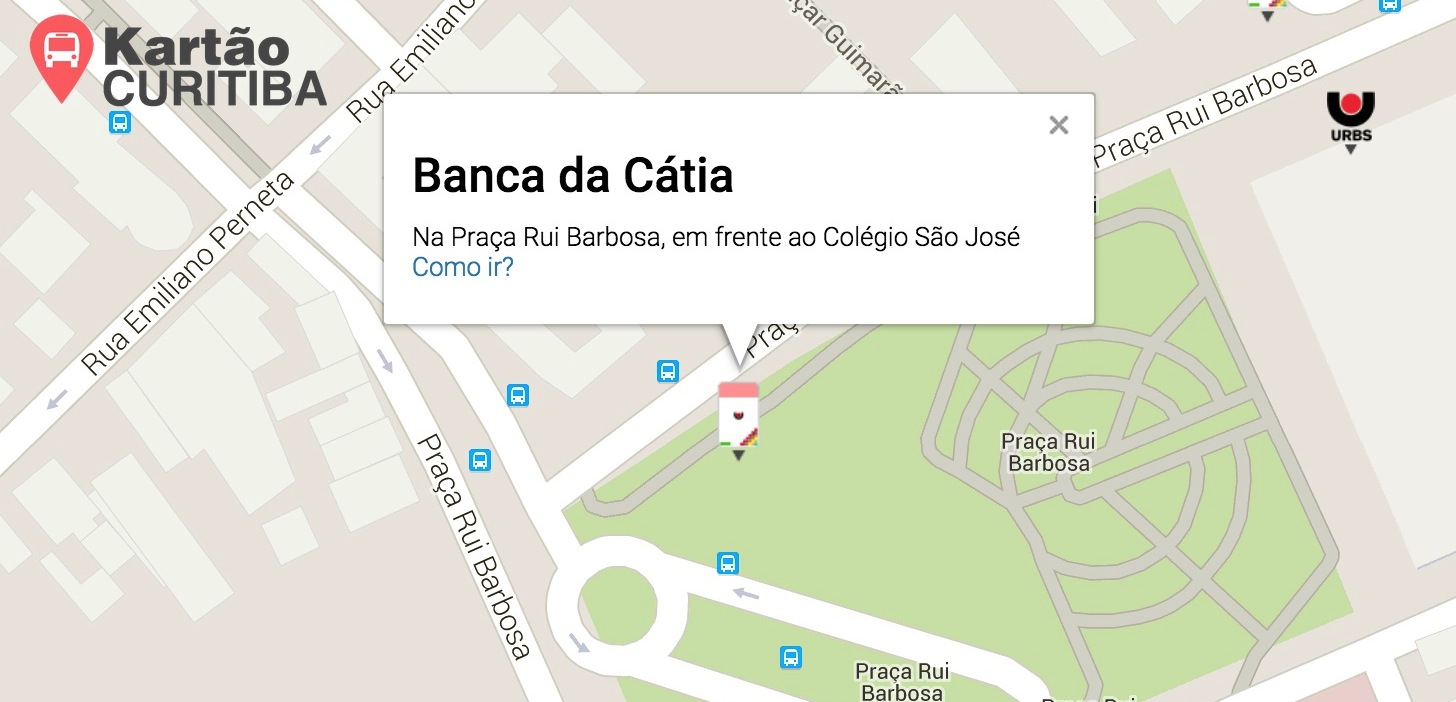 Kartão
CURITIBA
Rua Emiliano
çar Guimarã
Praça Rui Barbosa
URBS
Banca da Cátia
Na Praça Rui Barbosa, em frente ao Colégio São José
Como ir?
Rua Emiliano Perneta
Praça Rui
Barbosa
Praça Rui Barbosa
Praça Rui
Barbosa